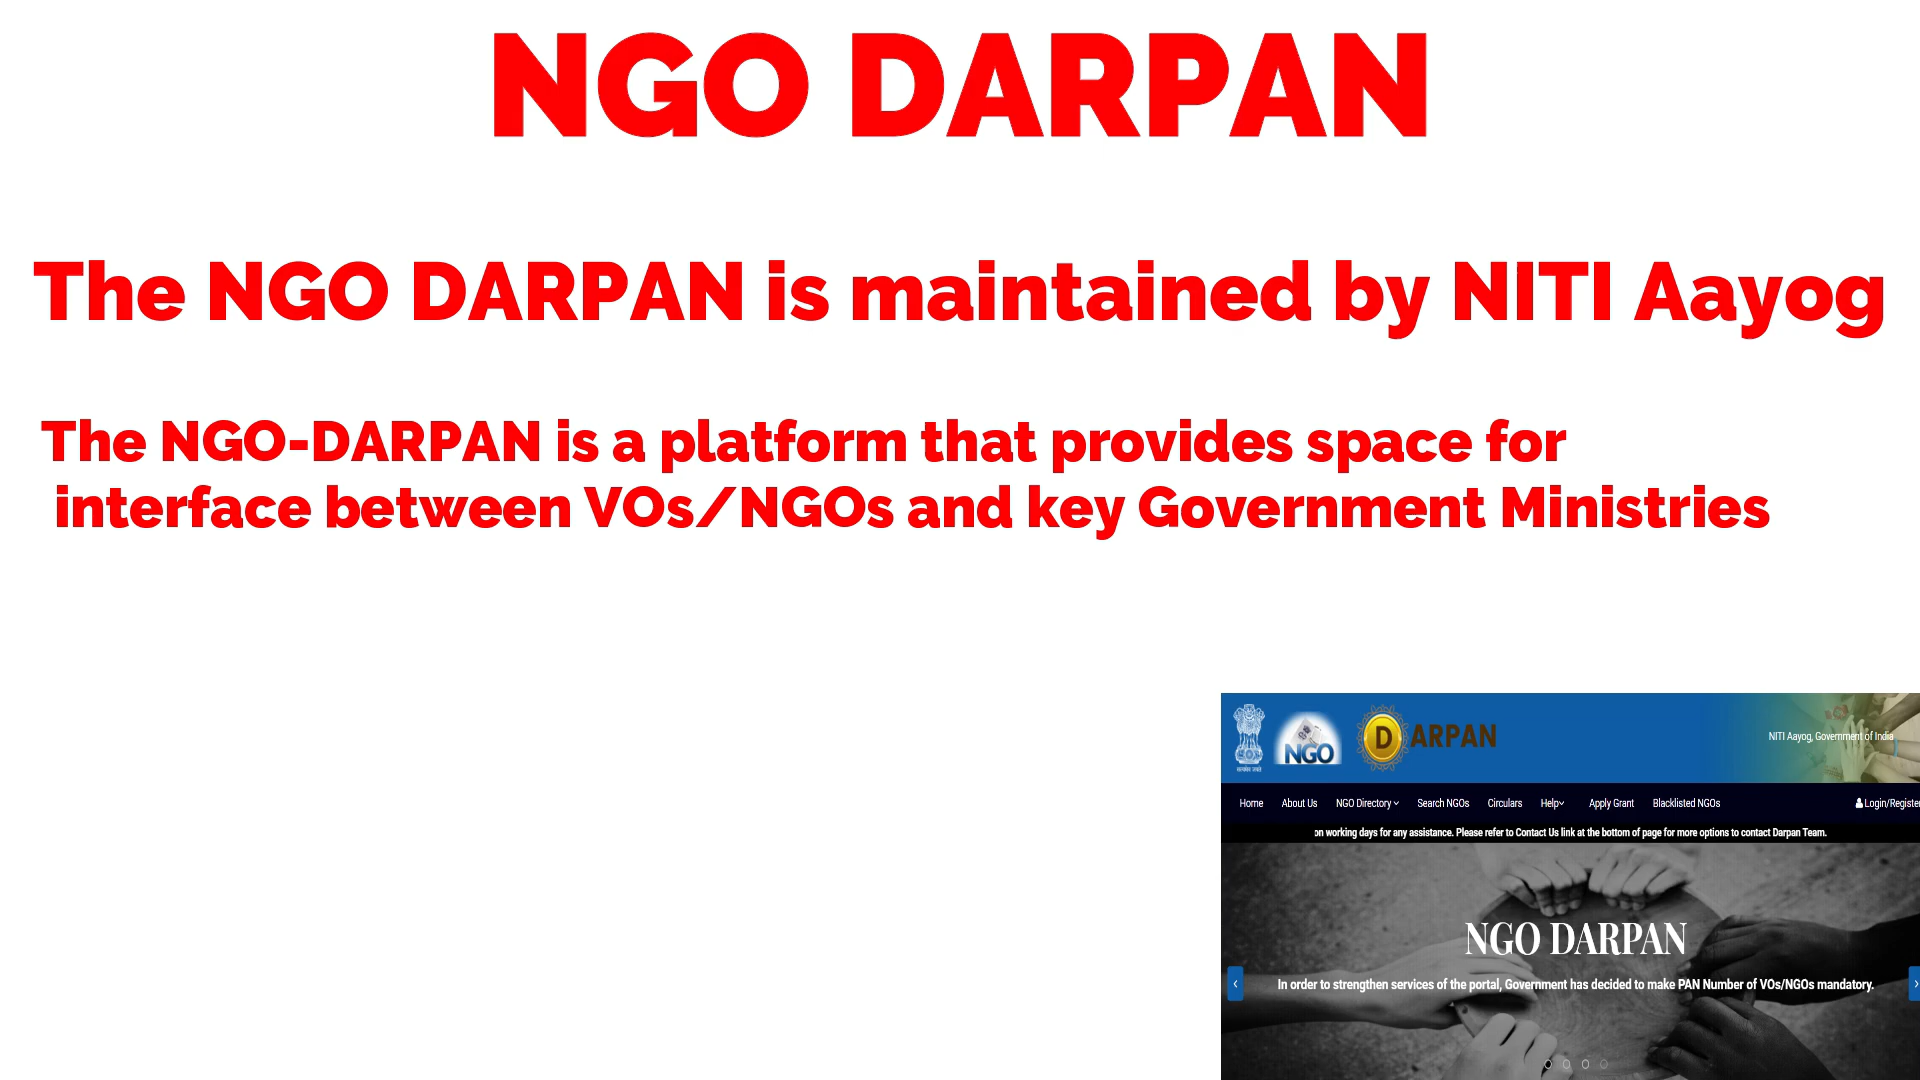 NGO DARPAN
The NGO DARPAN is maintained by NITI Aayog
The NGO-DARPAN is a platform that provides space for
interface between VOs/NGOs and key Government Ministries
NGO
D ARPAN
NITI Aayog, Government of India
Home About Us NGO Directory Search NGOs Circulars Help Apply Grant Blacklisted NGOs Login/Register
on working days for any assistance. Please refer to Contact Us link at the bottom of page for more options to contact Darpan Team.
NGO DARPAN
In order to strengthen services of the portal, Government has decided to make PAN Number of VOs/NGOs mandatory.